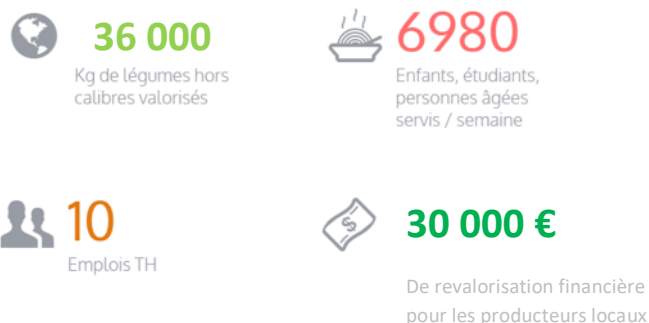 36 000
Kg de légumes hors
calibres valorisés
6980
Enfants, étudiants,
personnes âgées
servis / semaine
10
Emplois TH
$
30 000 €
De revalorisation financière
pour les producteurs locaux